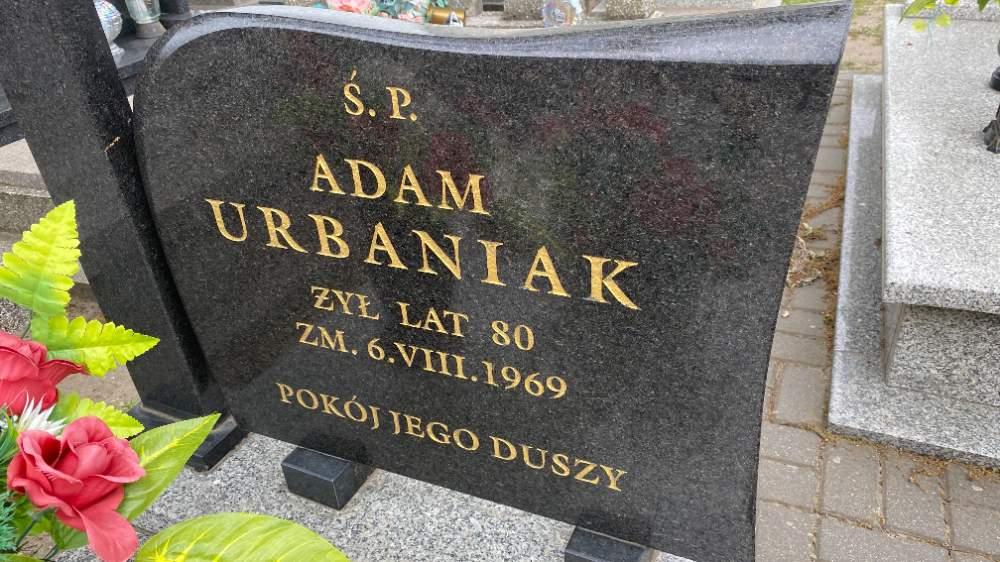 Ś. P.
ADAM
URBANIAK
ŻYŁ LAT 80
ZM. 6.VIII.1969
POKÓJ JEGO DUSZY